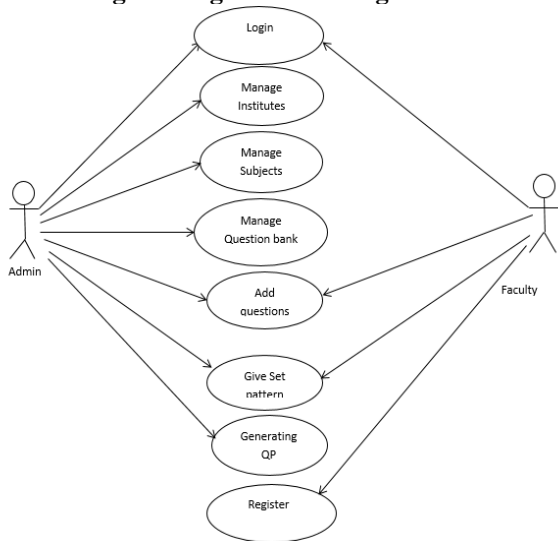 Login
Manage
Institutes
Manage
Subjects
Manage
Question bank
Admin
Add
questions
Faculty
Give Set
pattern
Generating
QP
Register